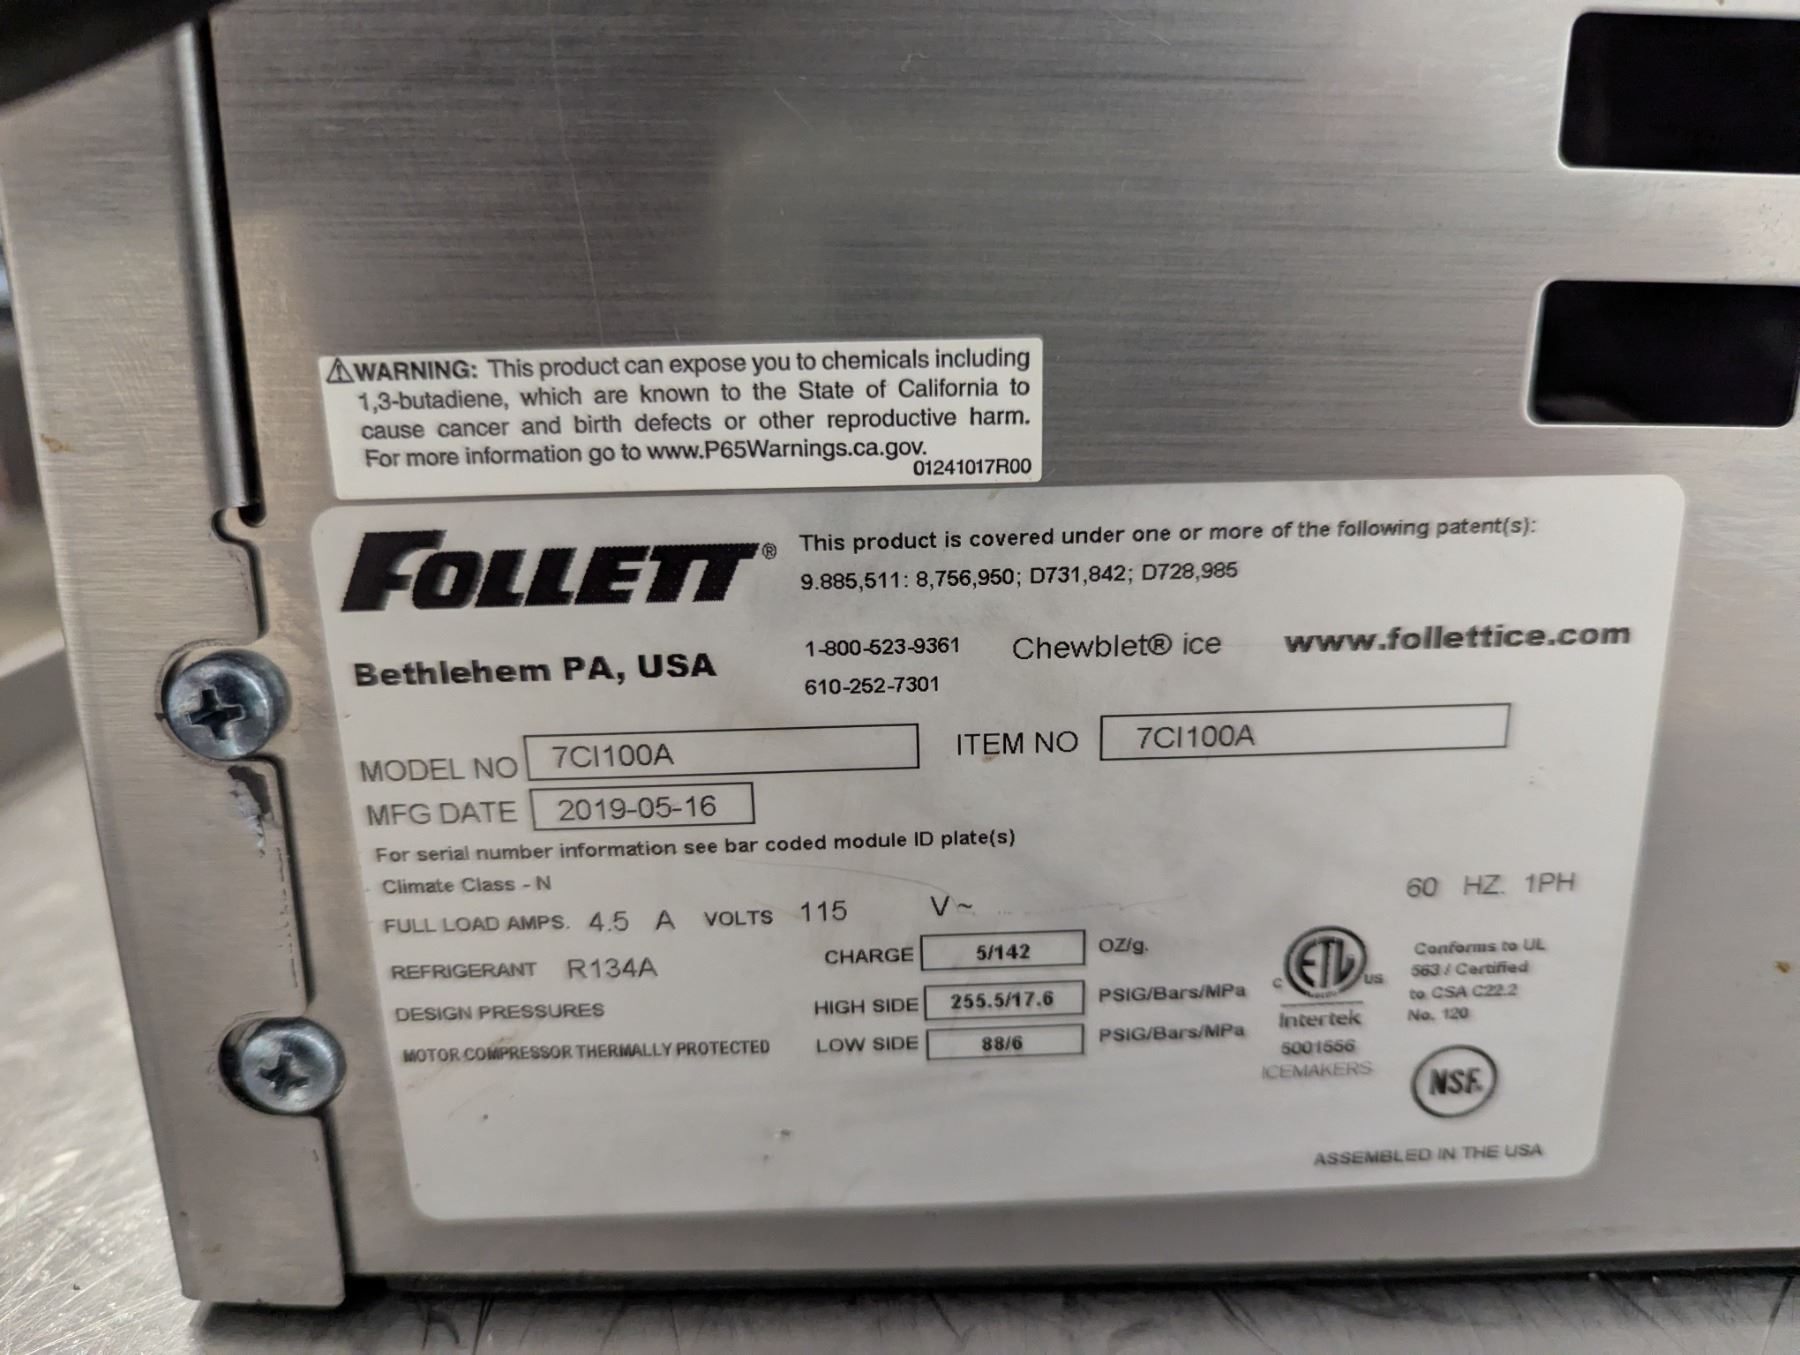 ⚠WARNING: This product can expose you to chemicals including
1,3-butadiene, which are known to the State of California to
cause cancer and birth defects or other reproductive harm.
For more information go to www.P65Warnings.ca.gov.
01241017R00
FOLLETT®
This product is covered under one or more of the following patent(s):
9.885,511: 8,756,950; D731,842; D728,985
Bethlehem PA, USA
1-800-523-9361 Chewblet® ice www.follettice.com
610-252-7301
MODEL NO 7CI100A ITEM NO 7CI100A
MFG DATE 2019-05-16
For serial number information see bar coded module ID plate(s)
Climate Class - N
FULL LOAD AMPS. 4.5 A VOLTS 115 V~ 60 HZ. 1PH
REFRIGERANT R134A CHARGE 5/142 OZ/g.
DESIGN PRESSURES HIGH SIDE 255.5/17.6 PSIG/Bars/MPa
MOTOR COMPRESSOR THERMALLY PROTECTED LOW SIDE 88/6 PSIG/Bars/MPa
C ETL US
Intertek
5001556
ICEMAKERS
Conforms to UL
563 / Certified
to CSA C22.2
No. 120
NSF.
ASSEMBLED IN THE USA